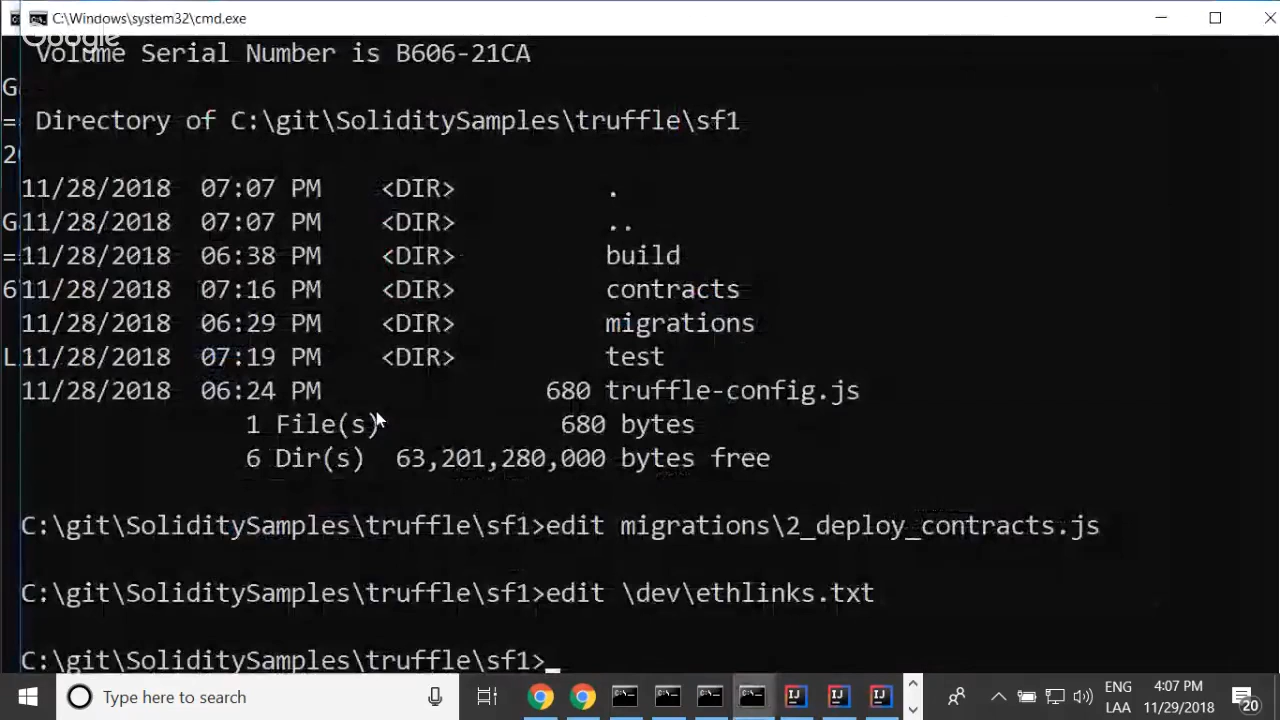 C:\Windows\system32\cmd.exe
Google
Volume Serial Number is B606-21CA
Directory of C:\git\SoliditySamples\truffle\sf1
11/28/2018 07:07 PM <DIR> .
11/28/2018 07:07 PM <DIR> ..
11/28/2018 06:38 PM <DIR> build
11/28/2018 07:16 PM <DIR> contracts
11/28/2018 06:29 PM <DIR> migrations
11/28/2018 07:19 PM <DIR> test
11/28/2018 06:24 PM 680 truffle-config.js
1 File(s) 680 bytes
6 Dir(s) 63,201,280,000 bytes free
C:\git\SoliditySamples\truffle\sf1>edit migrations\2_deploy_contracts.js
C:\git\SoliditySamples\truffle\sf1>edit \dev\ethlinks.txt
C:\git\SoliditySamples\truffle\sf1>
Type here to search
ENG 4:07 PM
LAA 11/29/2018 20